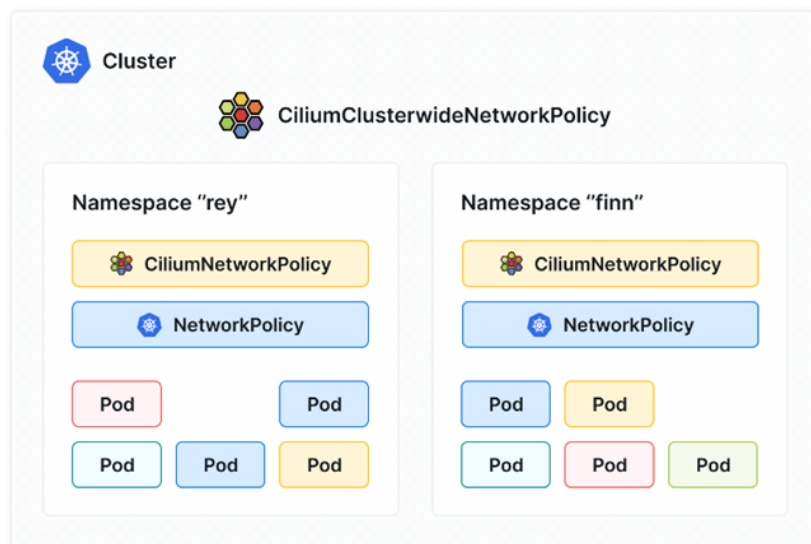 Cluster
CiliumClusterwideNetworkPolicy
Namespace “rey”
CiliumNetworkPolicy
NetworkPolicy
Pod Pod
Pod Pod Pod
Namespace “finn”
CiliumNetworkPolicy
NetworkPolicy
Pod Pod
Pod Pod Pod